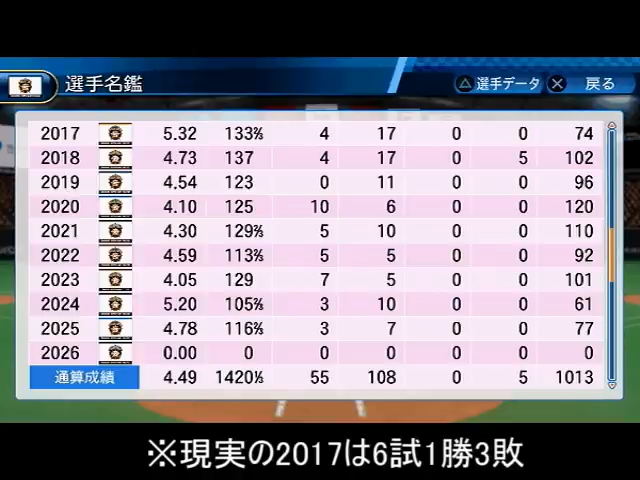 選手名鑑 △ 選手データ × 戻る
2017 5.32 133⅔ 4 17 0 0 74
2018 4.73 137 4 17 0 5 102
2019 4.54 123 0 11 0 0 96
2020 4.10 125 10 6 0 0 120
2021 4.30 129⅔ 5 10 0 0 110
2022 4.59 113⅔ 5 5 0 0 92
2023 4.05 129 7 5 0 0 101
2024 5.20 105⅔ 3 10 0 0 61
2025 4.78 116⅔ 3 7 0 0 77
2026 0.00 0 0 0 0 0 0
通算成績 4.49 1420⅓ 55 108 0 5 1013
※現実の2017は6試1勝3敗